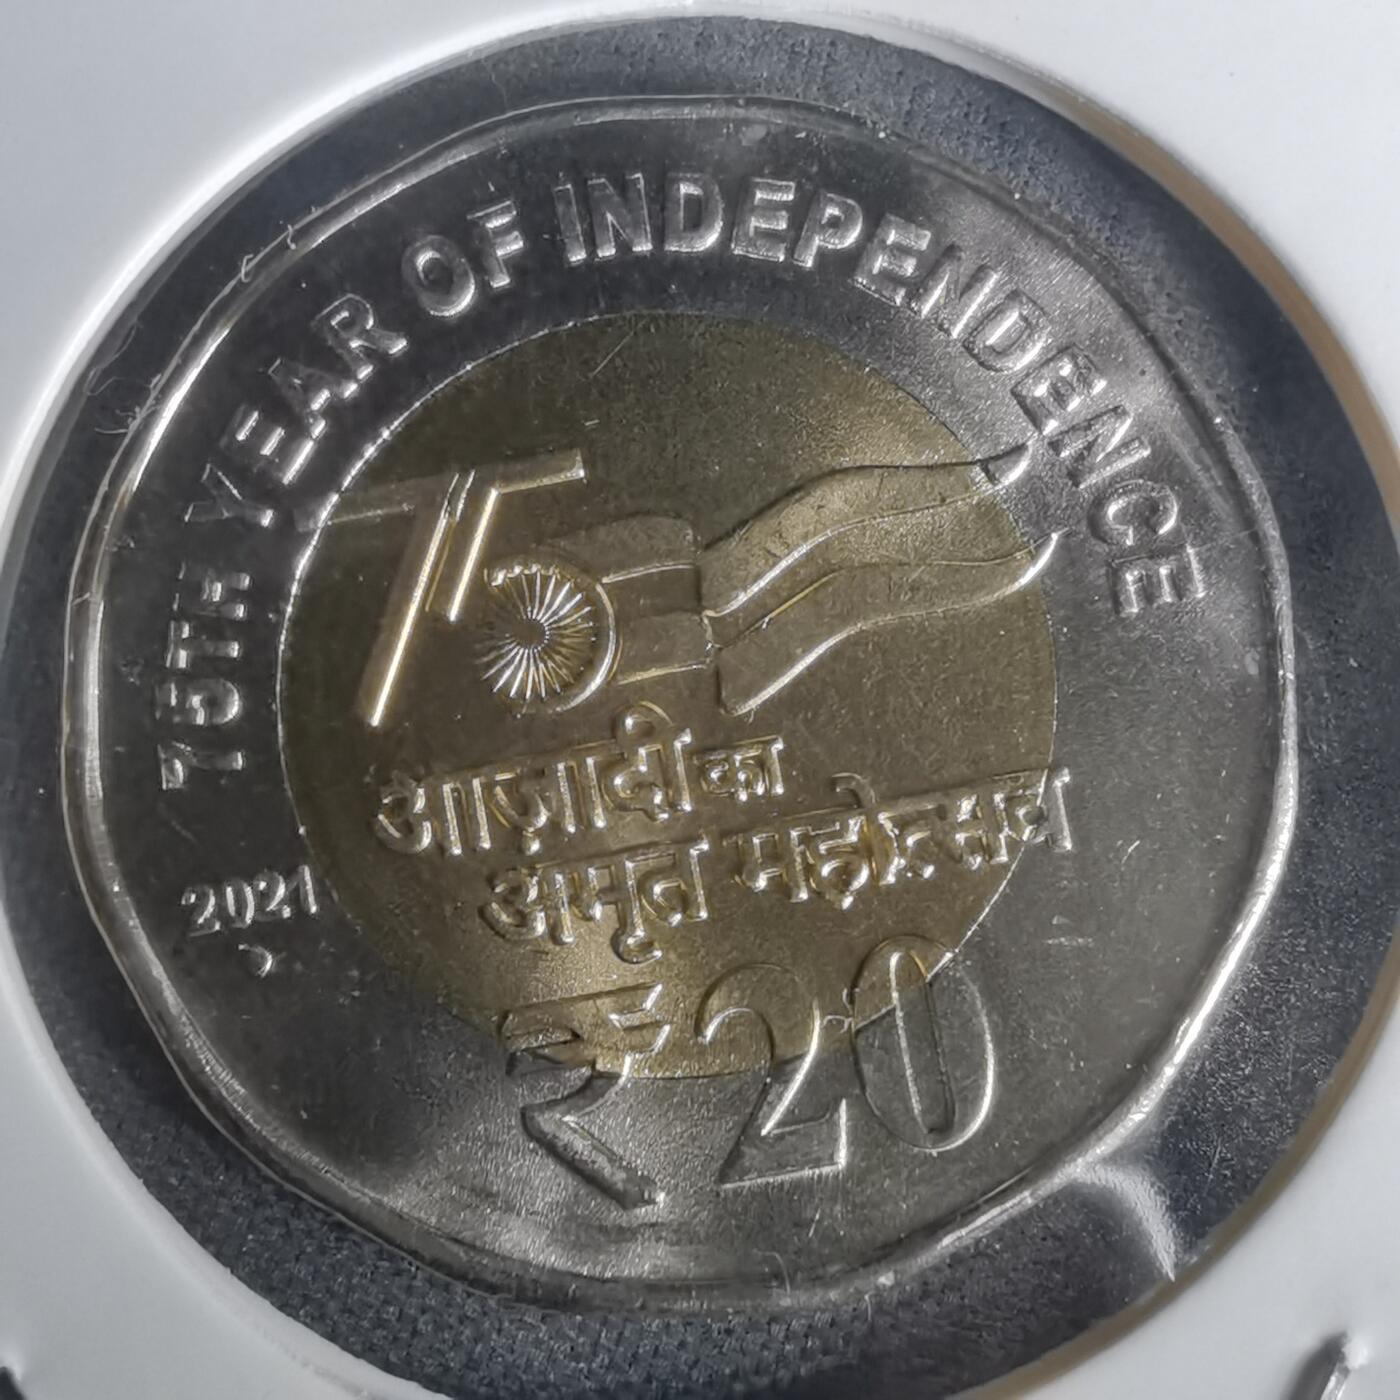 75TH YEAR OF INDEPENDENCE
75
आज़ादी का
अमृत महोत्सव
2021
₹20